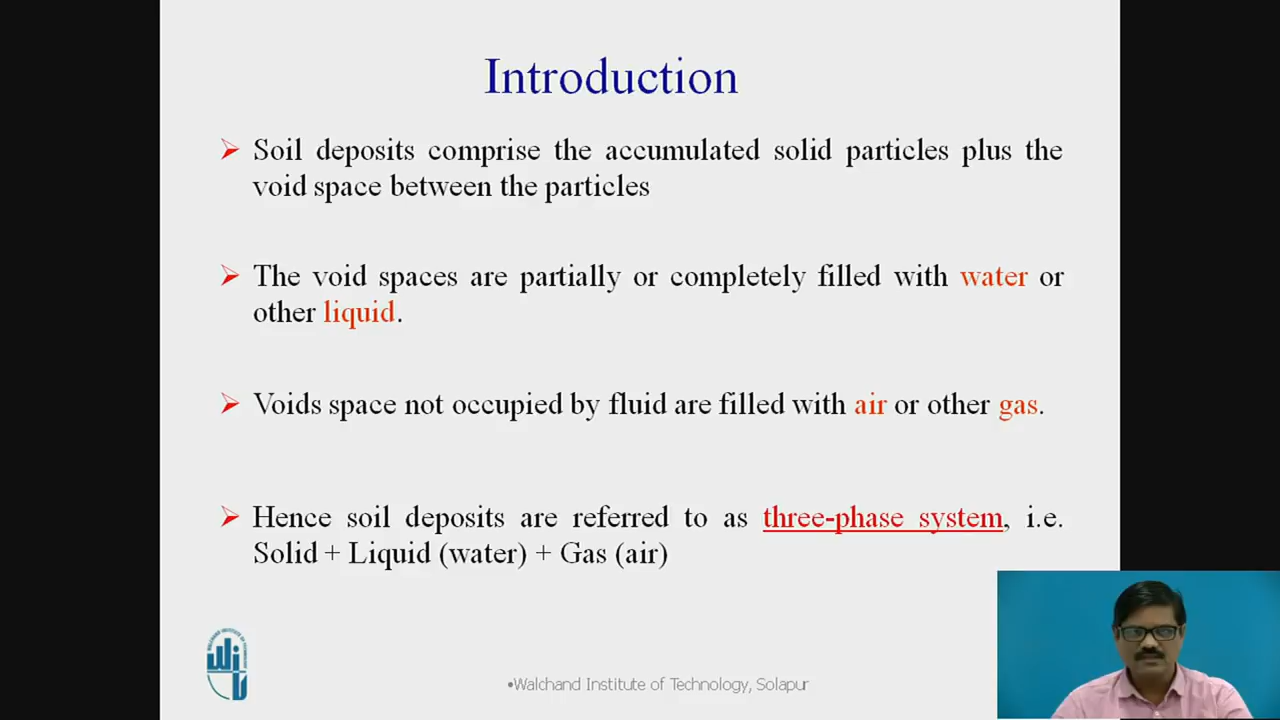 Introduction
Soil deposits comprise the accumulated solid particles plus the
void space between the particles
The void spaces are partially or completely filled with water or
other liquid.
Voids space not occupied by fluid are filled with air or other gas.
Hence soil deposits are referred to as three-phase system, i.e.
Solid + Liquid (water) + Gas (air)
•Walchand Institute of Technology, Solapur